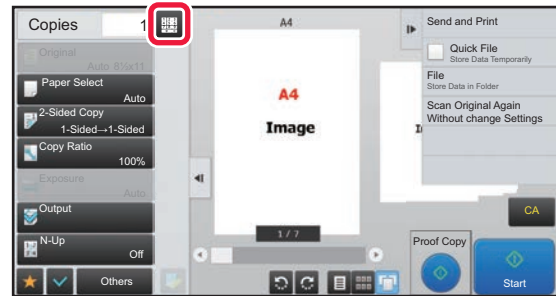 Copies 1
Original
Auto 8½x11
Paper Select
Auto
2-Sided Copy
1-Sided→1-Sided
Copy Ratio
100%
Exposure
Auto
Output
N-Up
Off
Others
A4
A4
Image
1 / 7
Send and Print
Quick File
Store Data Temporarily
File
Store Data in Folder
Scan Original Again
Without change Settings
CA
Proof Copy
Start